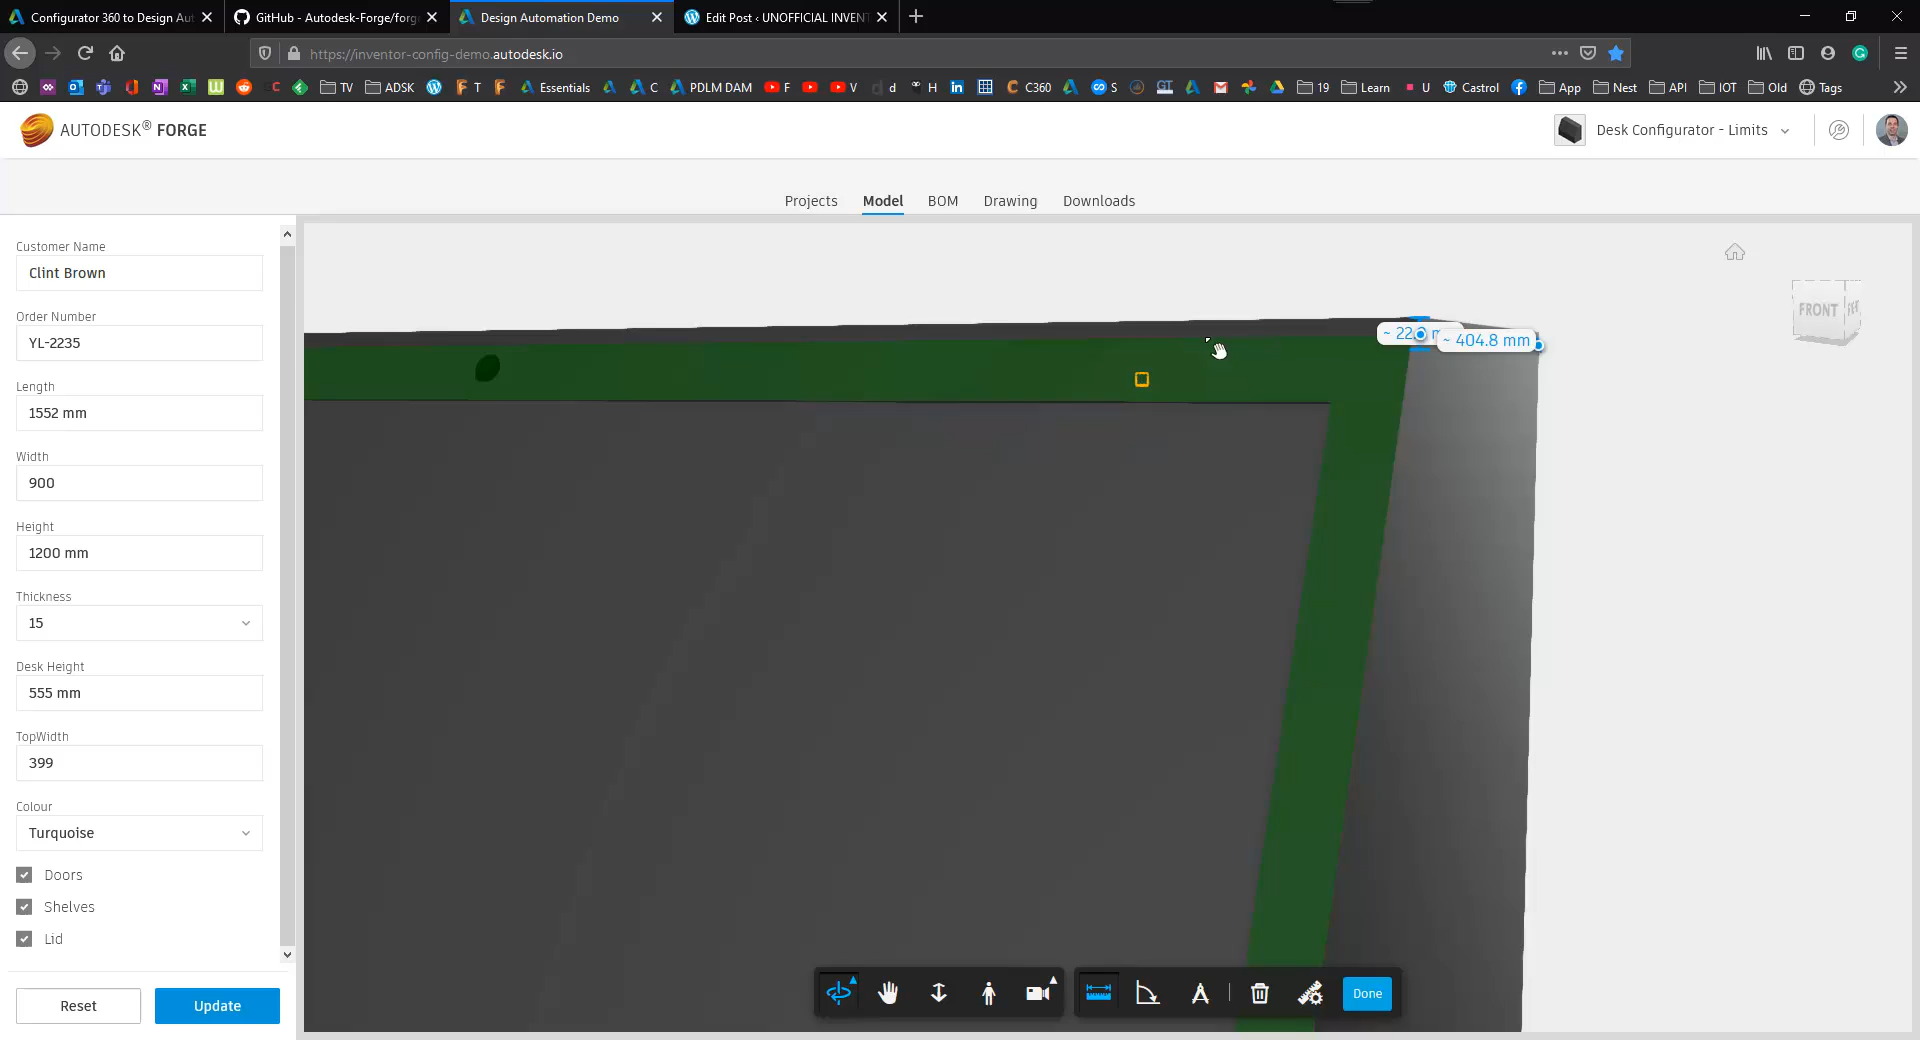 Configurator 360 to Design Aut
GitHub - Autodesk-Forge/forge
Design Automation Demo
Edit Post ‹ UNOFFICIAL INVEN
https://inventor-config-demo.autodesk.io
TV
ADSK
T
Essentials
C
PDLM DAM
F
V
d
H
C360
S
19
Learn
U
Castrol
App
Nest
API
IOT
Old
Tags
AUTODESK® FORGE
Desk Configurator - Limits
Projects
Model
BOM
Drawing
Downloads
Customer Name
Clint Brown
Order Number
YL-2235
Length
1552 mm
Width
900
Height
1200 mm
Thickness
15
Desk Height
555 mm
TopWidth
399
Colour
Turquoise
Doors
Shelves
Lid
Reset
Update
FRONT
~ 404.8 mm
Done